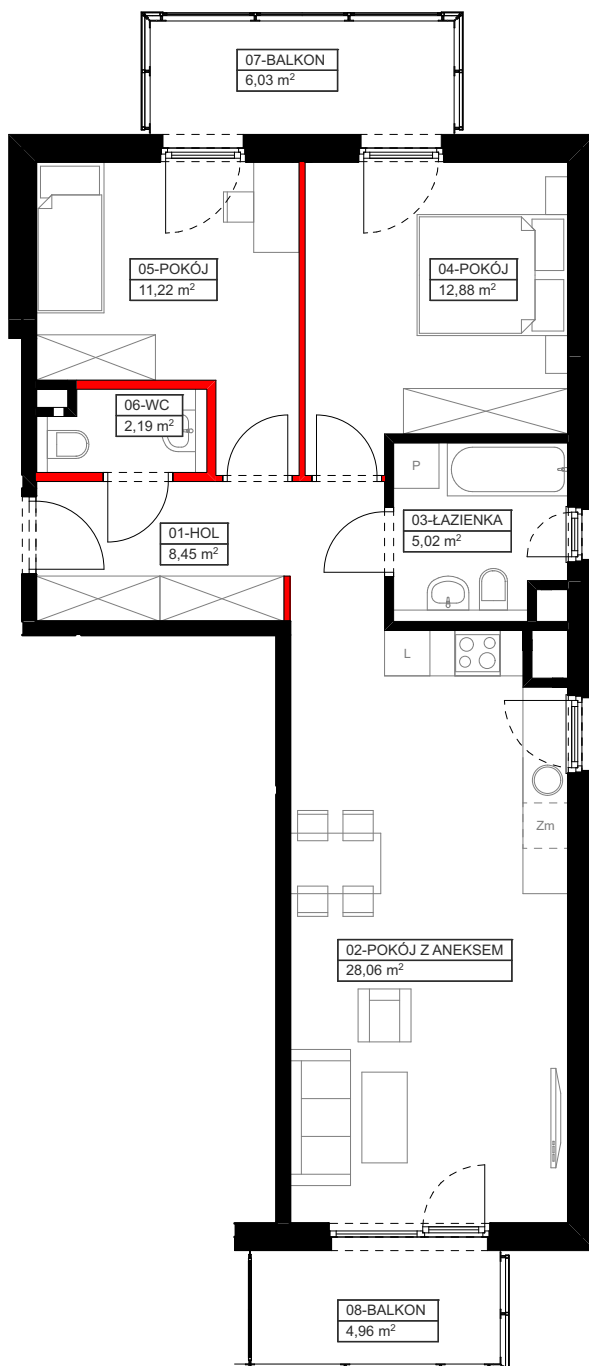 07-BALKON
6,03 m²
05-POKÓJ
11,22 m²
04-POKÓJ
12,88 m²
06-WC
2,19 m²
P
03-ŁAZIENKA
5,02 m²
01-HOL
8,45 m²
L
Zm
02-POKÓJ Z ANEKSEM
28,06 m²
08-BALKON
4,96 m²